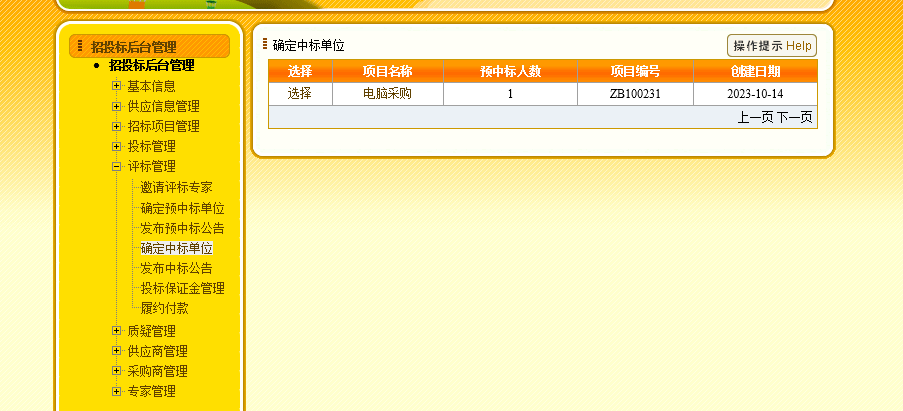 招投标后台管理
招投标后台管理
基本信息
供应信息管理
招标项目管理
投标管理
评标管理
邀请评标专家
确定预中标单位
发布预中标公告
确定中标单位
发布中标公告
投标保证金管理
履约付款
质疑管理
供应商管理
采购商管理
专家管理
确定中标单位
操作提示 Help
选择 项目名称 预中标人数 项目编号 创建日期
选择 电脑采购 1 ZB100231 2023-10-14
上一页 下一页